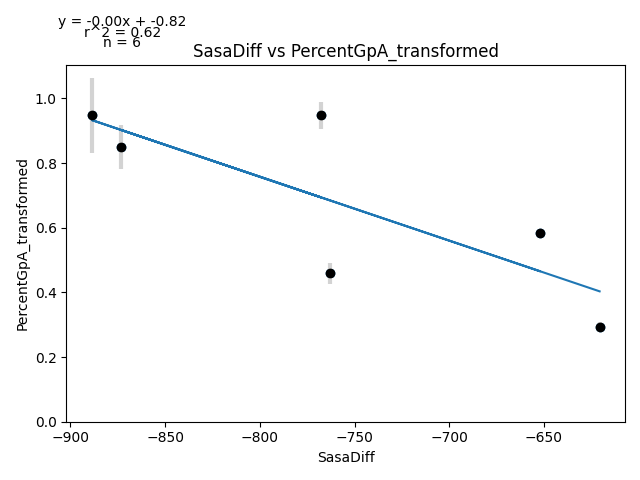 y = -0.00x + -0.82
r^2 = 0.62
n = 6
SasaDiff vs PercentGpA_transformed
1.0
0.8
0.6
0.4
0.2
0.0
PercentGpA_transformed
−900
−850
−800
−750
−700
−650
SasaDiff